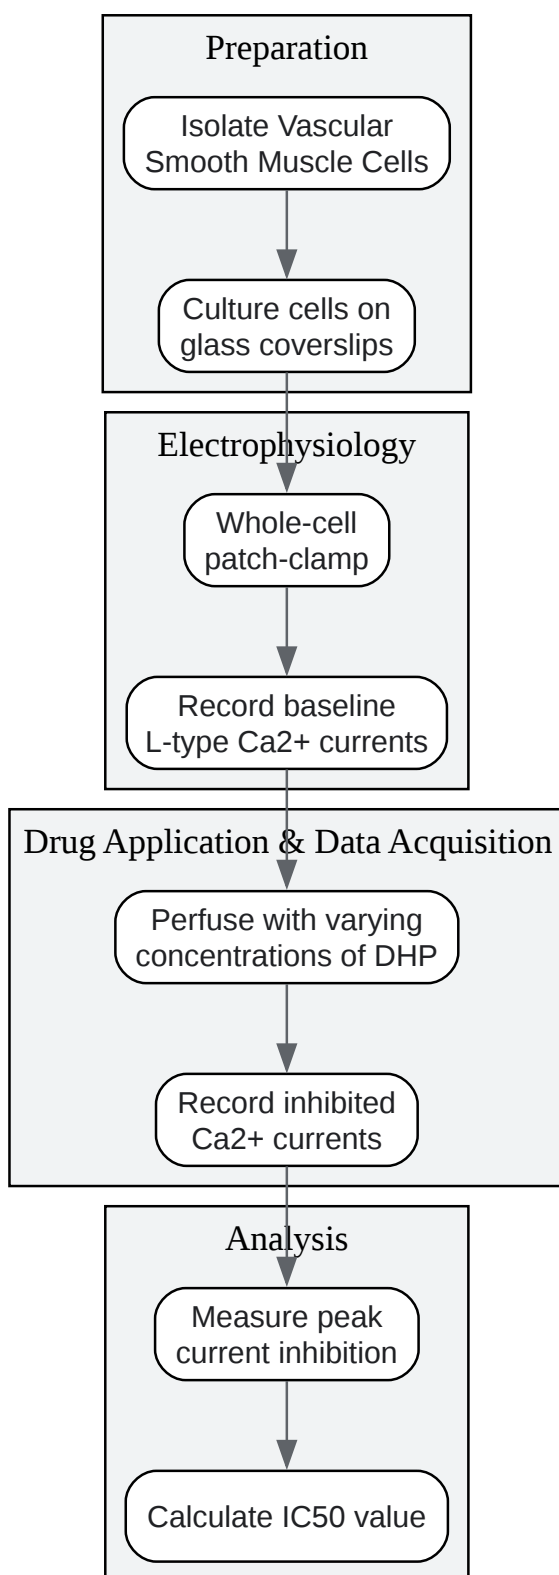 Preparation
Isolate Vascular
Smooth Muscle Cells
Culture cells on
glass coverslips
Electrophysiology
Whole-cell
patch-clamp
Record baseline
L-type Ca2+ currents
Drug Application & Data Acquisition
Perfuse with varying
concentrations of DHP
Record inhibited
Ca2+ currents
Analysis
Measure peak
current inhibition
Calculate IC50 value